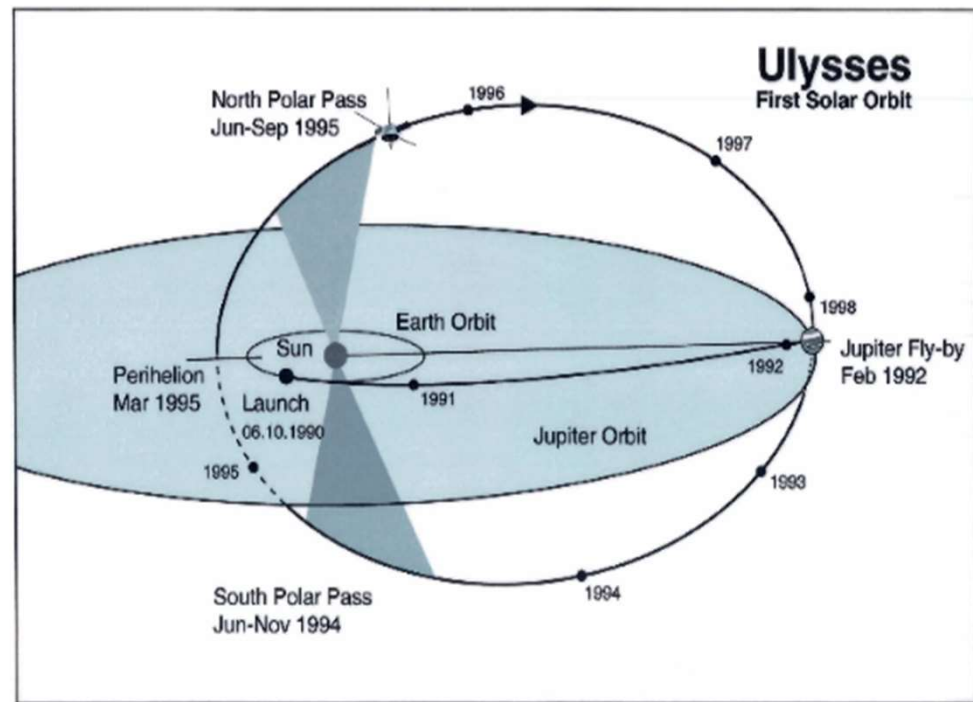 Ulysses
First Solar Orbit
North Polar Pass
Jun-Sep 1995
1996
1997
1998
Earth Orbit
Sun
1992
Jupiter Fly-by
Feb 1992
Perihelion
Mar 1995
Launch
06.10.1990
1991
Jupiter Orbit
1995
1993
1994
South Polar Pass
Jun-Nov 1994